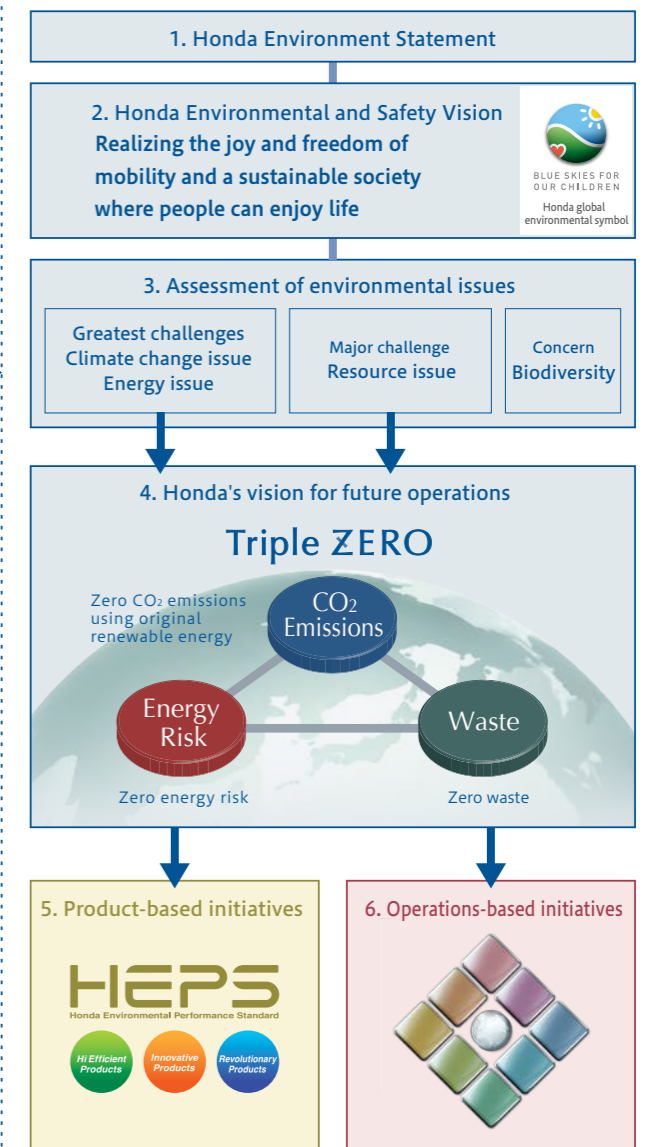 1. Honda Environment Statement
2. Honda Environmental and Safety Vision
Realizing the joy and freedom of
mobility and a sustainable society
where people can enjoy life
BLUE SKIES FOR
OUR CHILDREN
Honda global
environmental symbol
3. Assessment of environmental issues
Greatest challenges
Climate change issue
Energy issue
Major challenge
Resource issue
Concern
Biodiversity
4. Honda's vision for future operations
Triple ZERO
Zero CO₂ emissions
using original
renewable energy
CO₂
Emissions
Energy
Risk
Waste
Zero energy risk
Zero waste
5. Product-based initiatives
HEPS
Honda Environmental Performance Standard
Hi Efficient
Products
Innovative
Products
Revolutionary
Products
6. Operations-based initiatives